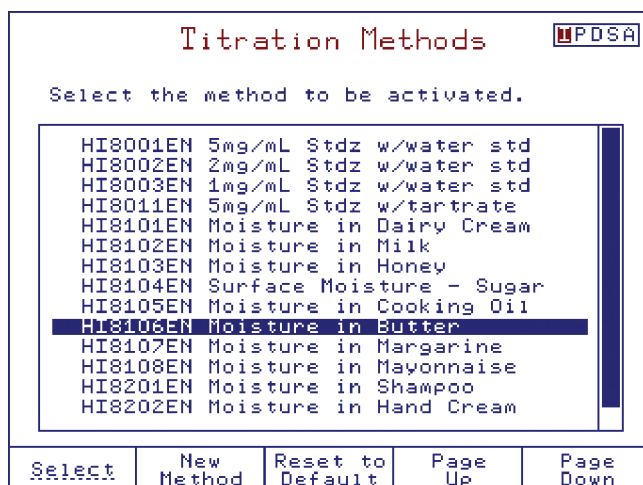 Titration Methods
IPDSA
Select the method to be activated.
HI8001EN 5mg/mL Stdz w/water std
HI8002EN 2mg/mL Stdz w/water std
HI8003EN 1mg/mL Stdz w/water std
HI8011EN 5mg/mL Stdz w/tartrate
HI8101EN Moisture in Dairy Cream
HI8102EN Moisture in Milk
HI8103EN Moisture in Honey
HI8104EN Surface Moisture - Sugar
HI8105EN Moisture in Cooking Oil
HI8106EN Moisture in Butter
HI8107EN Moisture in Margarine
HI8108EN Moisture in Mayonnaise
HI8201EN Moisture in Shampoo
HI8202EN Moisture in Hand Cream
Select
New Method
Reset to Default
Page Up
Page Down